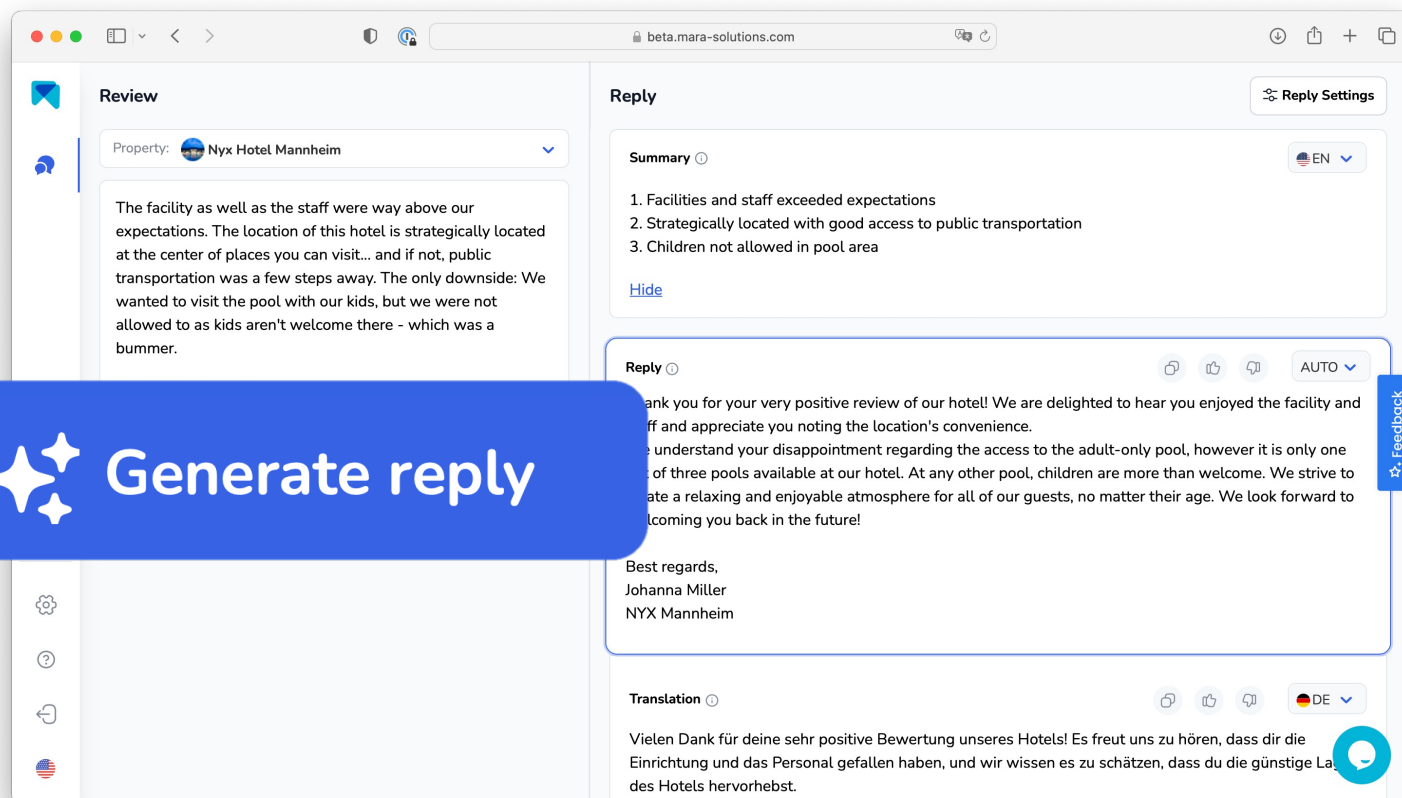 beta.mara-solutions.com
Review
Property: Nyx Hotel Mannheim
The facility as well as the staff were way above our
expectations. The location of this hotel is strategically located
at the center of places you can visit... and if not, public
transportation was a few steps away. The only downside: We
wanted to visit the pool with our kids, but we were not
allowed to as kids aren't welcome there - which was a
bummer.
Generate reply
Reply
Reply Settings
Summary
EN
1. Facilities and staff exceeded expectations
2. Strategically located with good access to public transportation
3. Children not allowed in pool area
Hide
Reply
AUTO
you for your very positive review of our hotel! We are delighted to hear you enjoyed the facility and
and appreciate you noting the location's convenience.
understand your disappointment regarding the access to the adult-only pool, however it is only one
of three pools available at our hotel. At any other pool, children are more than welcome. We strive to
a relaxing and enjoyable atmosphere for all of our guests, no matter their age. We look forward to
you back in the future!
Best regards,
Johanna Miller
NYX Mannheim
Feedback
Translation
DE
Vielen Dank für deine sehr positive Bewertung unseres Hotels! Es freut uns zu hören, dass dir die
Einrichtung und das Personal gefallen haben, und wir wissen es zu schätzen, dass du die günstige
des Hotels hervorhebst.